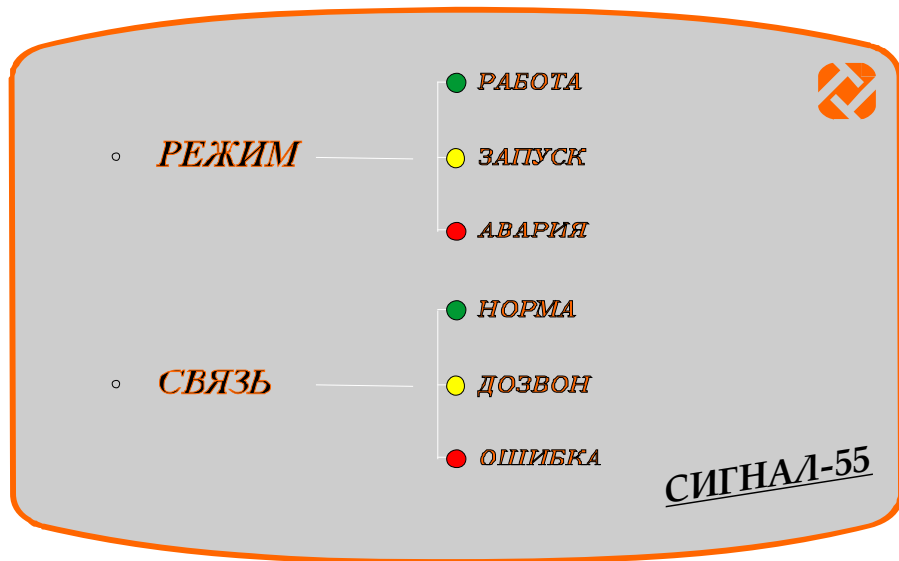 РАБОТА
РЕЖИМ
ЗАПУСК
АВАРИЯ
НОРМА
СВЯЗЬ
ДОЗВОН
ОШИБКА
СИГНАЛ-55